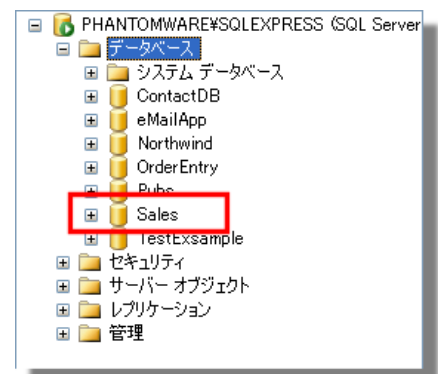 PHANTOMWARE¥SQLEXPRESS (SQL Server
データベース
システム データベース
ContactDB
eMailApp
Northwind
OrderEntry
Pubs
Sales
TestExsample
セキュリティ
サーバー オブジェクト
レプリケーション
管理